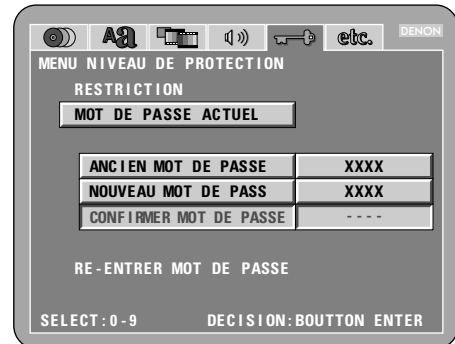 Aa etc. DENON
MENU NIVEAU DE PROTECTION
RESTRICTION
MOT DE PASSE ACTUEL
ANCIEN MOT DE PASSE XXXX
NOUVEAU MOT DE PASS XXXX
CONFIRMER MOT DE PASSE - - - -
RE-ENTRER MOT DE PASSE
SELECT:0-9 DECISION:BOUTTON ENTER